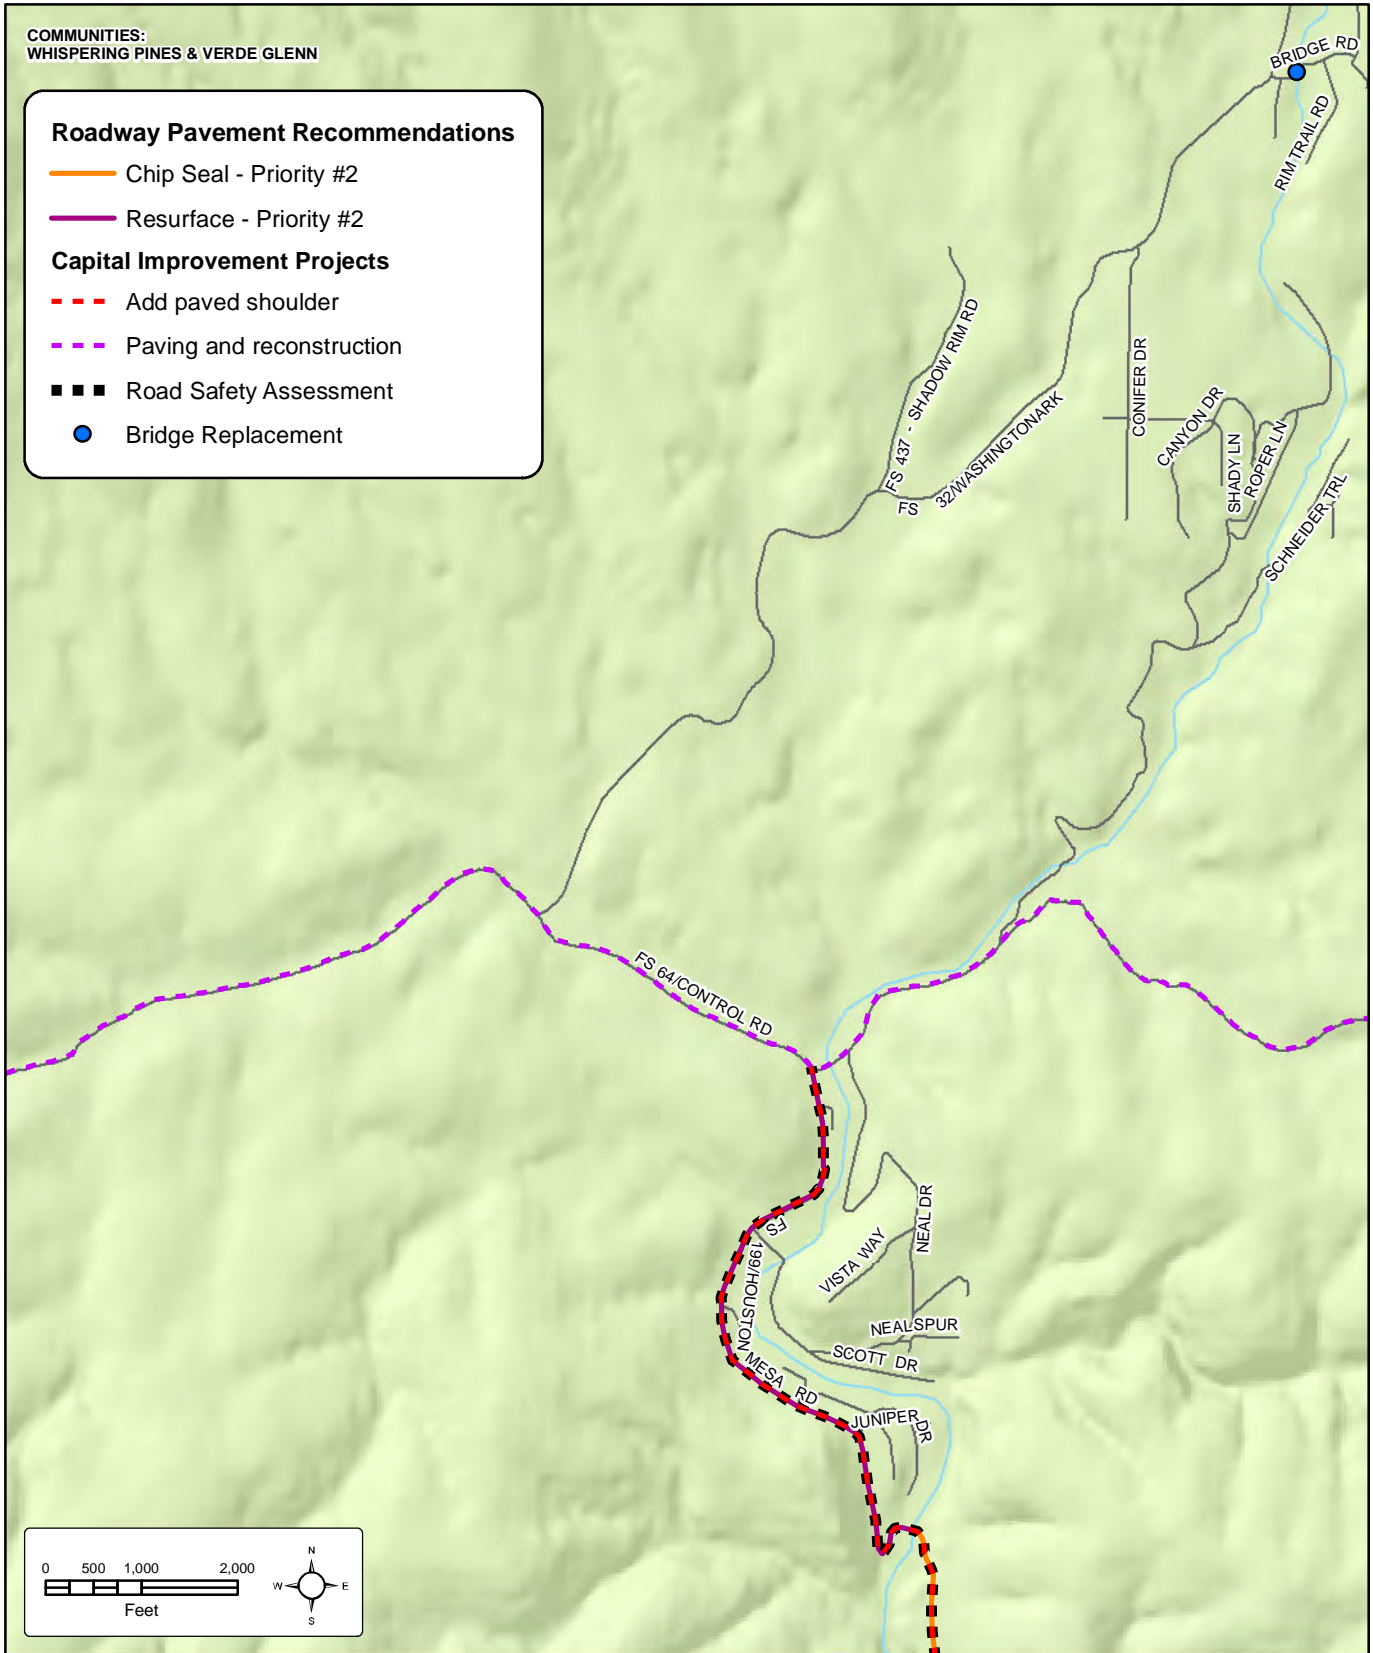 COMMUNITIES:
WHISPERING PINES & VERDE GLENN
Roadway Pavement Recommendations
Chip Seal - Priority #2
Resurface - Priority #2
Capital Improvement Projects
Add paved shoulder
Paving and reconstruction
Road Safety Assessment
Bridge Replacement
BRIDGE RD
RIM TRAIL RD
FS 437 - SHADOW RIM RD
CONIFER DR
CANYON DR
SHADY LN
ROPER LN
FS 32/WASHINGTONARK
SCHNEIDER TRL
FS 64/CONTROL RD
FS 199/HOUSTON MESA RD
NEAL DR
VISTA WAY
NEAL SPUR
SCOTT DR
JUNIPER DR
0 500 1,000 2,000
Feet
N
W E
S